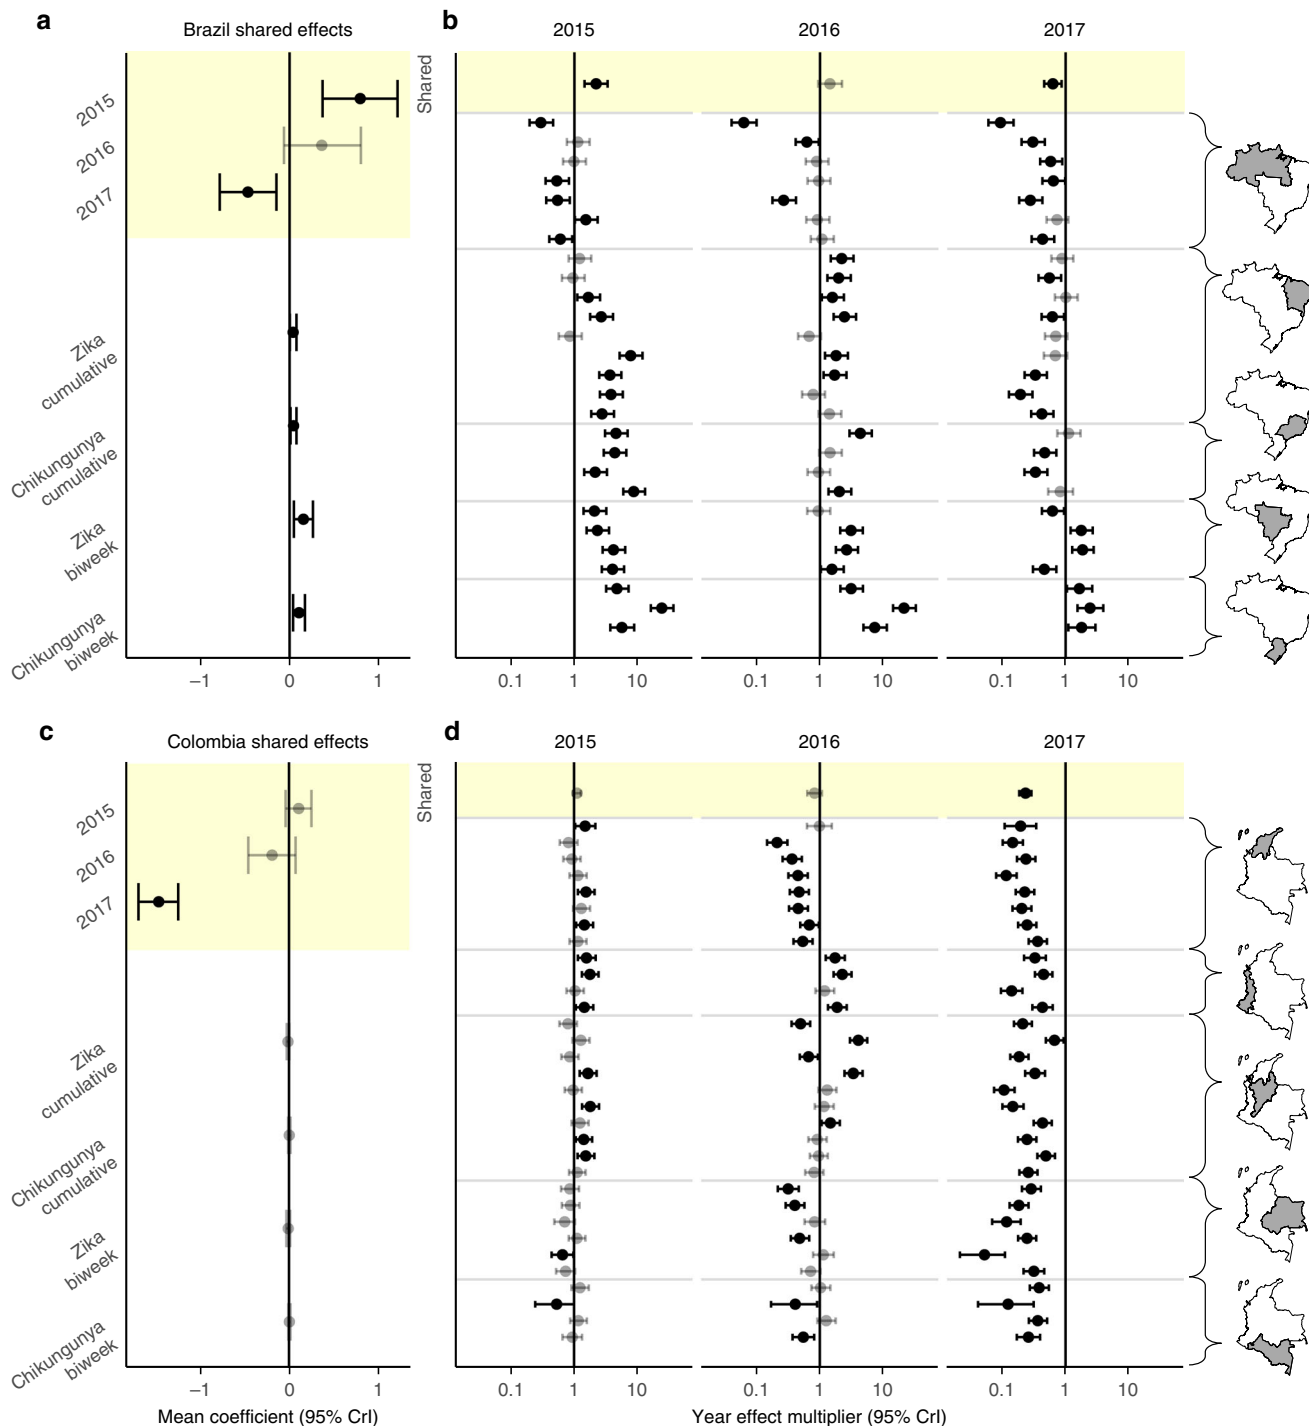 a
Brazil shared effects
b
2015
2016
2017
Shared
2015
2016
2017
Zika
cumulative
Chikungunya
cumulative
Zika
biweek
Chikungunya
biweek
−1
0
1
0.1
1
10
0.1
1
10
0.1
1
10
c
Colombia shared effects
d
2015
2016
2017
Shared
2015
2016
2017
Zika
cumulative
Chikungunya
cumulative
Zika
biweek
Chikungunya
biweek
−1
0
1
0.1
1
10
0.1
1
10
0.1
1
10
Mean coefficient (95% CrI)
Year effect multiplier (95% CrI)